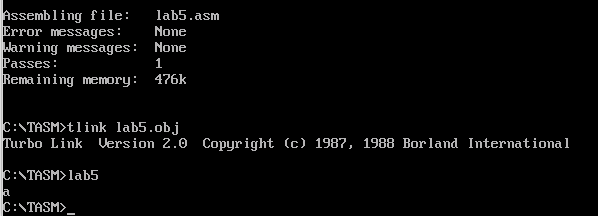 Assembling file:   lab5.asm
Error messages:    None
Warning messages:  None
Passes:            1
Remaining memory:  476k
C:\TASM>tlink lab5.obj
Turbo Link  Version 2.0  Copyright (c) 1987, 1988 Borland International
C:\TASM>lab5
a
C:\TASM>_